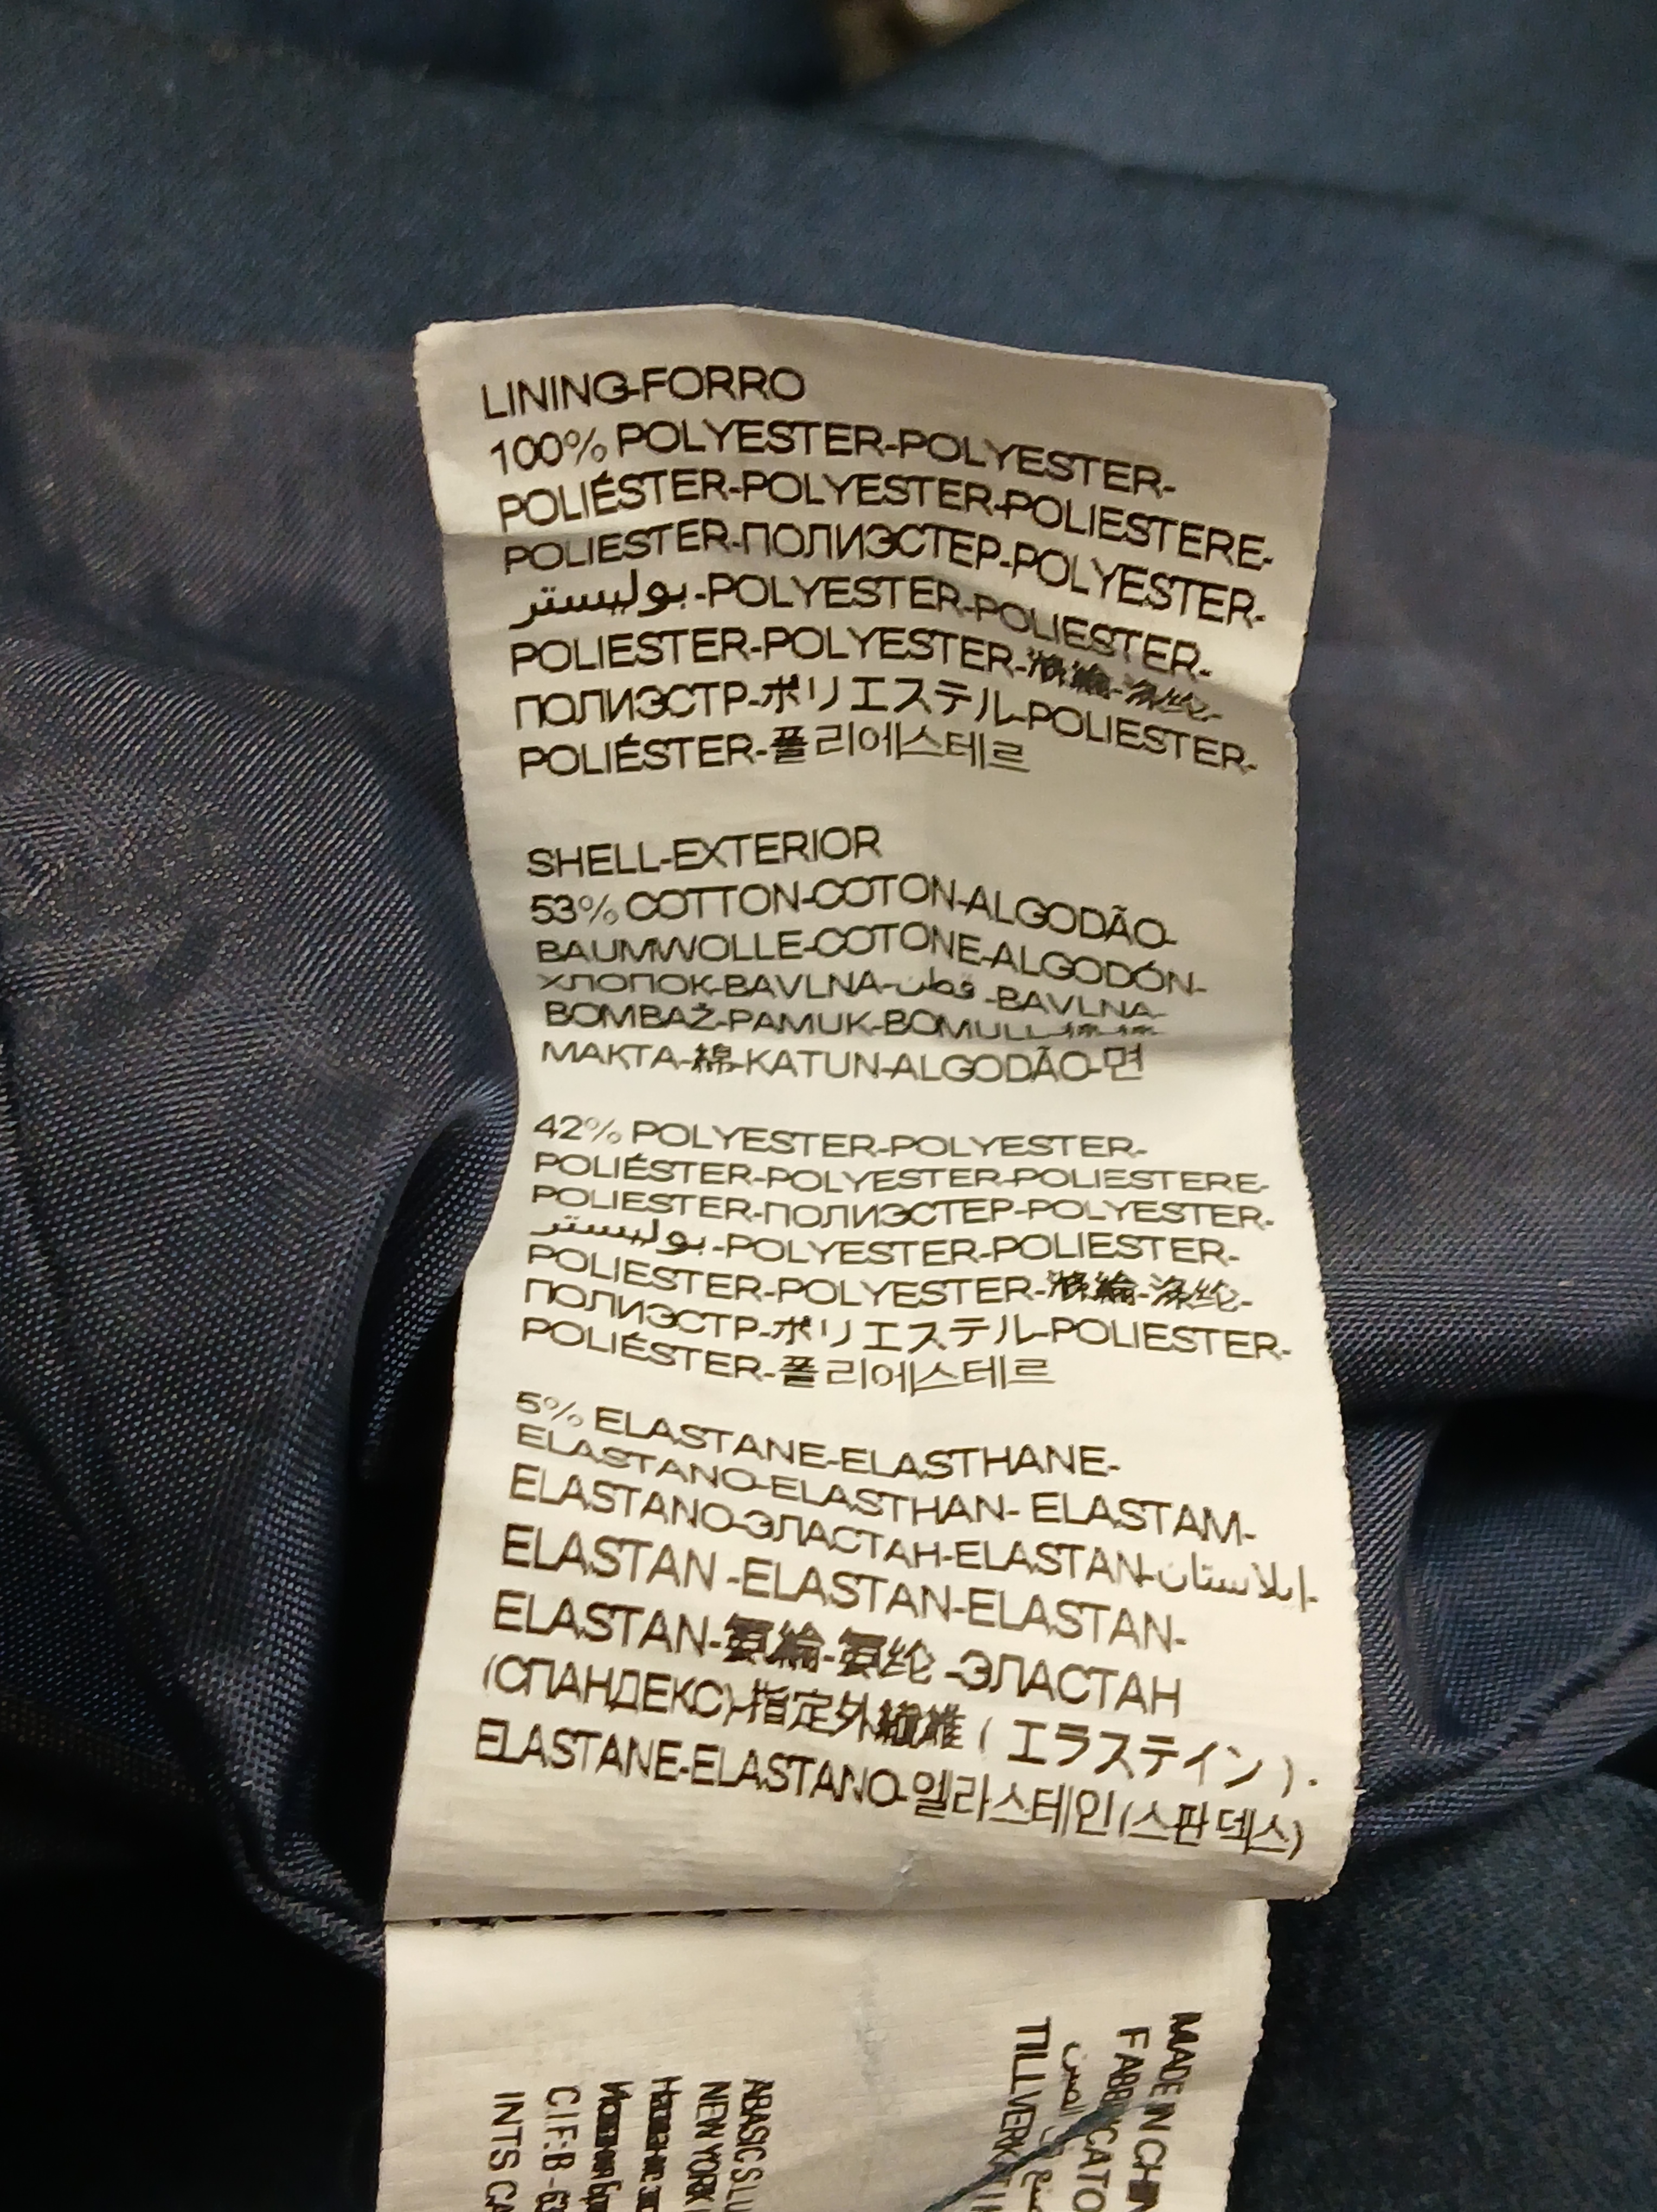 LINING-FORRO
100% POLYESTER-POLYESTER-
POLIÉSTER-POLYESTER-POLIESTERE-
POLIESTER-ПОЛИЭСТЕР-POLYESTER-
بوليستر-POLYESTER-POLIESTER-
POLIESTER-POLYESTER-滌綸-涤纶-
ПОЛИЭСТР-ポリエステル-POLIESTER-
POLIÉSTER-폴리에스테르
SHELL-EXTERIOR
53% COTTON-COTON-ALGODÃO-
BAUMWOLLE-COTONE-ALGODÓN-
ХЛОПОК-BAVLNA-قطن-BAVLNA-
BOMBAŽ-PAMUK-BOMULL-
МАКТА-綿-KATUN-ALGODÃO-면
42% POLYESTER-POLYESTER-
POLIÉSTER-POLYESTER-POLIESTERE-
POLIESTER-ПОЛИЭСТЕР-POLYESTER-
بوليستر-POLYESTER-POLIESTER-
POLIESTER-POLYESTER-滌綸-涤纶-
ПОЛИЭСТР-ポリエステル-POLIESTER-
POLIÉSTER-폴리에스테르
5% ELASTANE-ELASTHANE-
ELASTANO-ELASTHAN- ELASTAM-
ELASTANO-ЭЛАСТАН-ELASTAN-ايلاستان-
ELASTAN -ELASTAN-ELASTAN-
ELASTAN-氨綸-氨纶 -ЭЛАСТАН
(СПАНДЕКС)-指定外繊維 ( エラステイン ) -
ELASTANE-ELASTANO-엘라스테인(스판덱스)
MADE IN CHIN
FABRICATO
TILLVERKAT I
ABASIC S.L
NEW YORK
C.I.F.: B-
INTS CA